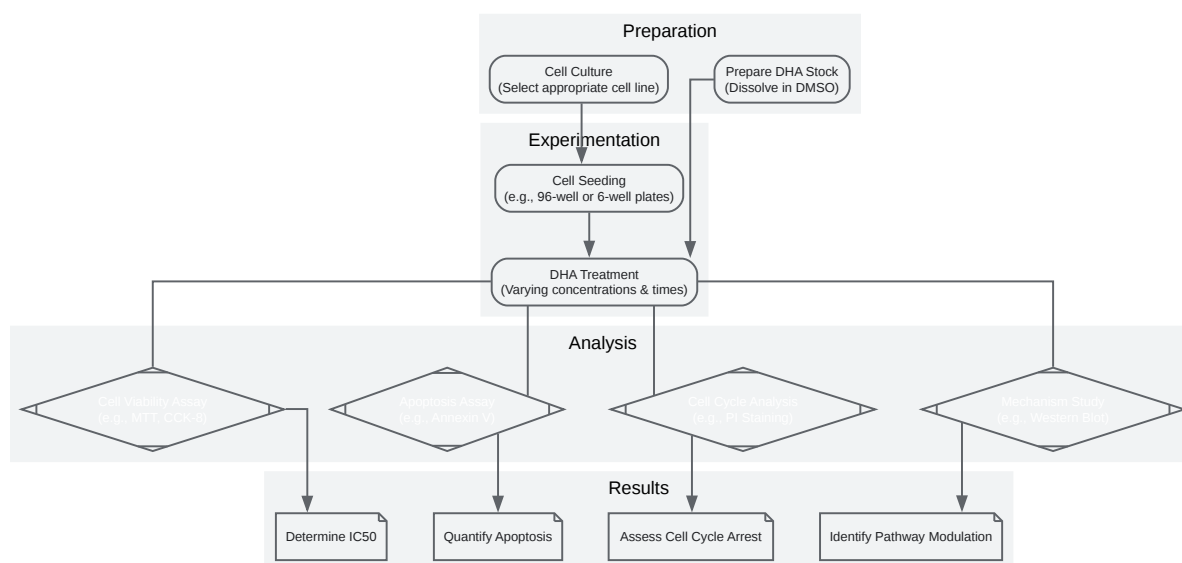 Preparation
Cell Culture
(Select appropriate cell line)
Prepare DHA Stock
(Dissolve in DMSO)
Experimentation
Cell Seeding
(e.g., 96-well or 6-well plates)
DHA Treatment
(Varying concentrations & times)
Analysis
Cell Viability Assay
(e.g., MTT, CCK-8)
Apoptosis Assay
(e.g., Annexin V)
Cell Cycle Analysis
(e.g., PI Staining)
Mechanism Study
(e.g., Western Blot)
Results
Determine IC50
Quantify Apoptosis
Assess Cell Cycle Arrest
Identify Pathway Modulation